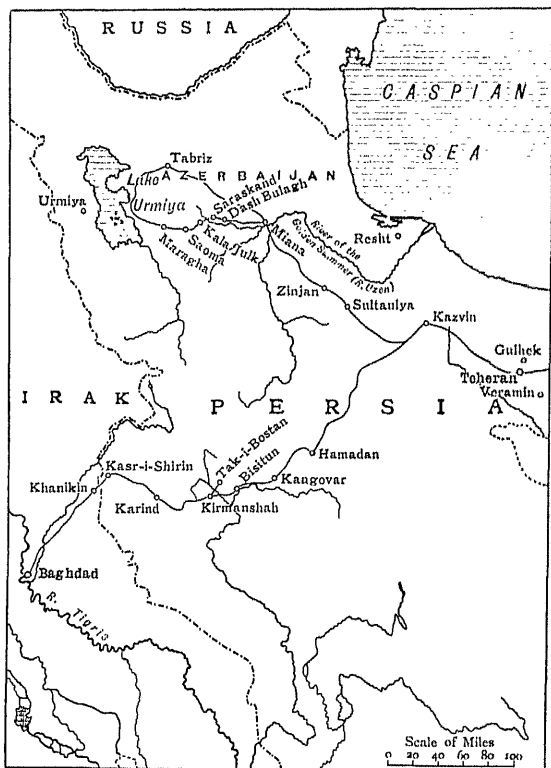 RUSSIA
CASPIAN
SEA
Tabriz
AZERBAIJAN
Lake
Urmiya
Urmiya
Saraskand
Dash Bulagh
Kala-Julk
Saoma
Maragha
Miana
River of the
Golden Summer (R. Uzon)
Resht
Zinjan
Sultaniya
Kazvin
Gulhek
Teheran
Veramin
IRAK
PERSIA
Tak-i-Bostan
Bisitun
Hamadan
Kasr-i-Shirin
Kangovar
Khanikin
Karind
Kirmanshah
Baghdad
R. Tigris
Scale of Miles
0 20 40 60 80 100